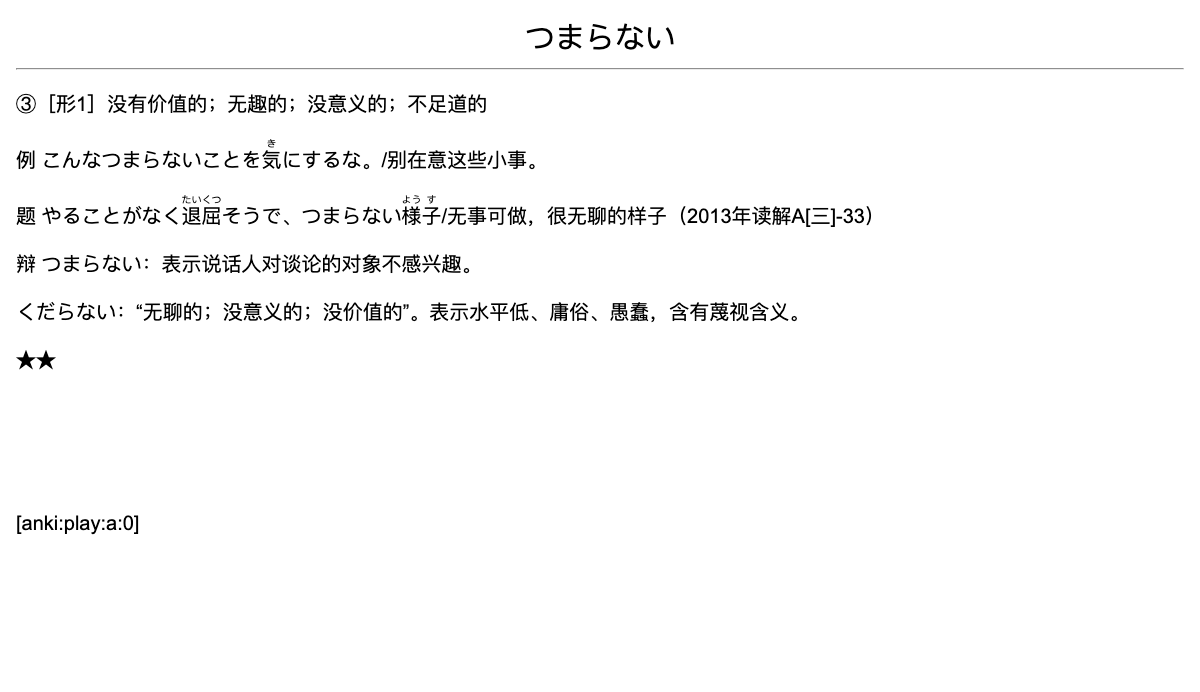 つまらない
③［形1］没有价值的；无趣的；没意义的；不足道的
き
例 こんなつまらないことを気にするな。/别在意这些小事。
たいくつ よう す
题 やることがなく退屈そうで、つまらない様子/无事可做，很无聊的样子（2013年读解A[三]-33）
辩 つまらない：表示说话人对谈论的对象不感兴趣。
くだらない：“无聊的；没意义的；没价值的”。表示水平低、庸俗、愚蠢，含有蔑视含义。
★★
[anki:play:a:0]